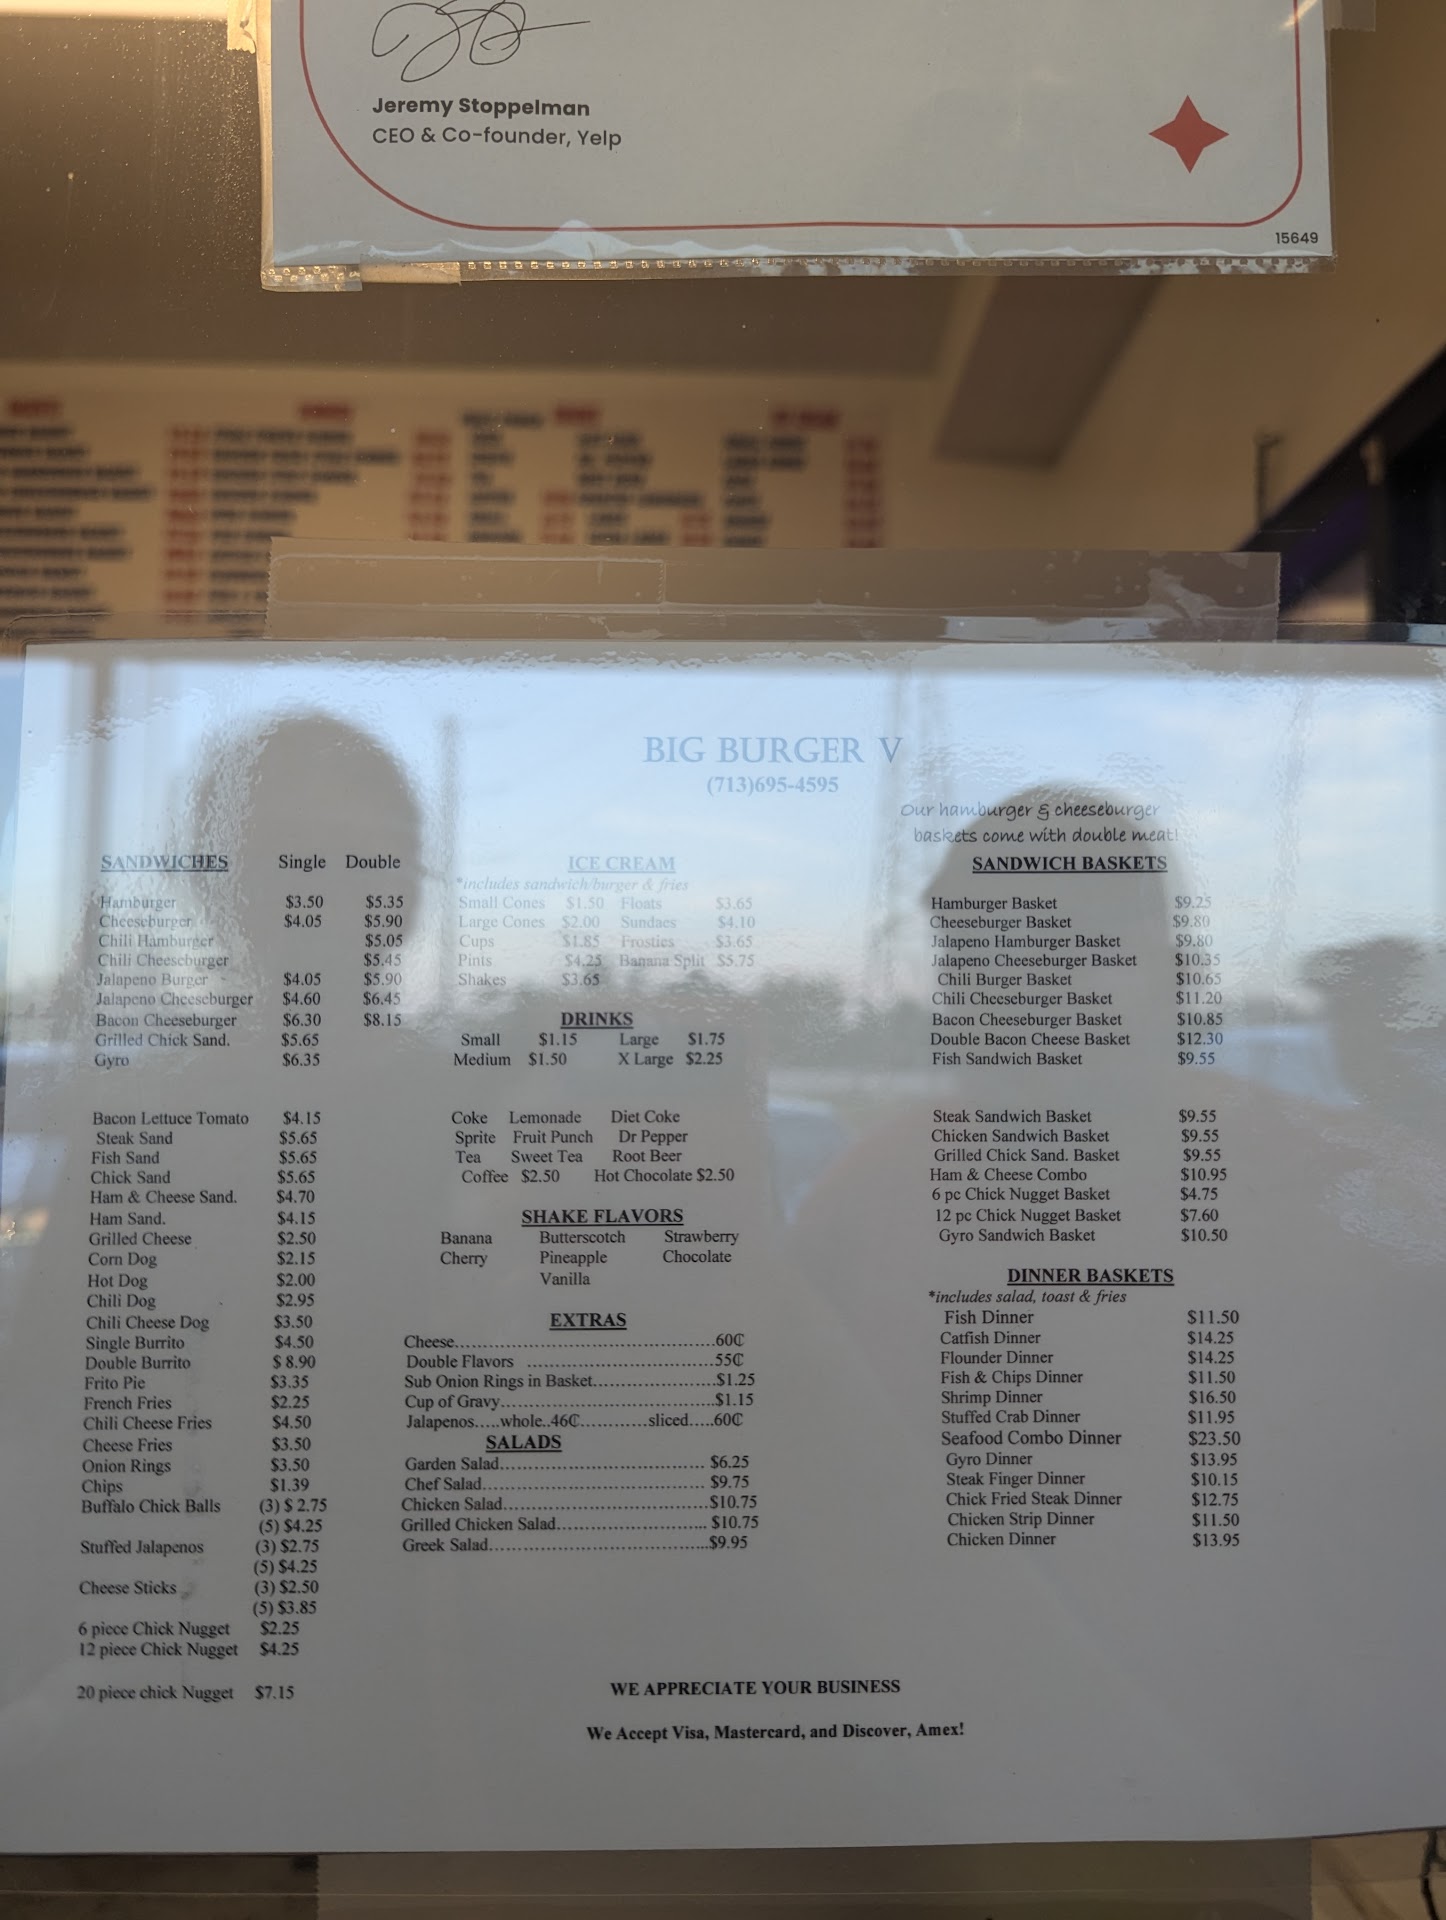 Jeremy Stoppelman
CEO & Co-founder, Yelp
15649
BIG BURGER V
(713)695-4595
Our hamburger & cheeseburger
baskets come with double meat!
SANDWICHES Single Double
Hamburger $3.50 $5.35
Cheeseburger $4.05 $5.90
Chili Hamburger $5.05
Chili Cheeseburger $5.45
Jalapeno Burger $4.05 $5.90
Jalapeno Cheeseburger $4.60 $6.45
Bacon Cheeseburger $6.30 $8.15
Grilled Chick Sand. $5.65
Gyro $6.35
Bacon Lettuce Tomato $4.15
Steak Sand $5.65
Fish Sand $5.65
Chick Sand $5.65
Ham & Cheese Sand. $4.70
Ham Sand. $4.15
Grilled Cheese $2.50
Corn Dog $2.15
Hot Dog $2.00
Chili Dog $2.95
Chili Cheese Dog $3.50
Single Burrito $4.50
Double Burrito $ 8.90
Frito Pie $3.35
French Fries $2.25
Chili Cheese Fries $4.50
Cheese Fries $3.50
Onion Rings $3.50
Chips $1.39
Buffalo Chick Balls (3) $ 2.75
(5) $4.25
Stuffed Jalapenos (3) $2.75
(5) $4.25
Cheese Sticks (3) $2.50
(5) $3.85
6 piece Chick Nugget $2.25
12 piece Chick Nugget $4.25
20 piece chick Nugget $7.15
ICE CREAM
*includes sandwich/burger & fries
Small Cones $1.50 Floats $3.65
Large Cones $2.00 Sundaes $4.10
Cups $1.85 Frosties $3.65
Pints $4.25 Banana Split $5.75
Shakes $3.65
DRINKS
Small $1.15 Large $1.75
Medium $1.50 X Large $2.25
Coke Lemonade Diet Coke
Sprite Fruit Punch Dr Pepper
Tea Sweet Tea Root Beer
Coffee $2.50 Hot Chocolate $2.50
SHAKE FLAVORS
Banana Butterscotch Strawberry
Cherry Pineapple Chocolate
Vanilla
EXTRAS
Cheese..................................................60₵
Double Flavors ....................................55₵
Sub Onion Rings in Basket.......................$1.25
Cup of Gravy.........................................$1.15
Jalapenos.....whole..46₵.............sliced.....60₵
SALADS
Garden Salad....................................... $6.25
Chef Salad.......................................... $9.75
Chicken Salad.......................................$10.75
Grilled Chicken Salad............................. $10.75
Greek Salad..........................................$9.95
SANDWICH BASKETS
Hamburger Basket $9.25
Cheeseburger Basket $9.80
Jalapeno Hamburger Basket $9.80
Jalapeno Cheeseburger Basket $10.35
Chili Burger Basket $10.65
Chili Cheeseburger Basket $11.20
Bacon Cheeseburger Basket $10.85
Double Bacon Cheese Basket $12.30
Fish Sandwich Basket $9.55
Steak Sandwich Basket $9.55
Chicken Sandwich Basket $9.55
Grilled Chick Sand. Basket $9.55
Ham & Cheese Combo $10.95
6 pc Chick Nugget Basket $4.75
12 pc Chick Nugget Basket $7.60
Gyro Sandwich Basket $10.50
DINNER BASKETS
*includes salad, toast & fries
Fish Dinner $11.50
Catfish Dinner $14.25
Flounder Dinner $14.25
Fish & Chips Dinner $11.50
Shrimp Dinner $16.50
Stuffed Crab Dinner $11.95
Seafood Combo Dinner $23.50
Gyro Dinner $13.95
Steak Finger Dinner $10.15
Chick Fried Steak Dinner $12.75
Chicken Strip Dinner $11.50
Chicken Dinner $13.95
WE APPRECIATE YOUR BUSINESS
We Accept Visa, Mastercard, and Discover, Amex!